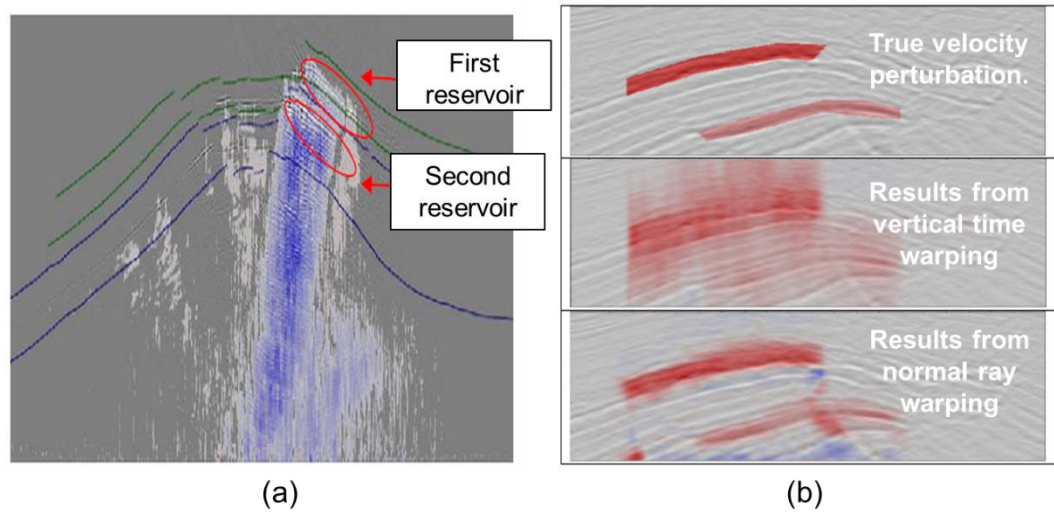 First
reservoir
Second
reservoir
True velocity
perturbation.
Results from
vertical time
warping
Results from
normal ray
warping
(a)
(b)